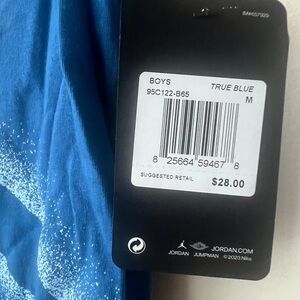 BOYS TRUE BLUE
95C122-B65 M
8 25664 59467 8
SUGGESTED RETAIL $28.00
JORDAN.COM
JORDAN JUMPMAN © 2023 Nike